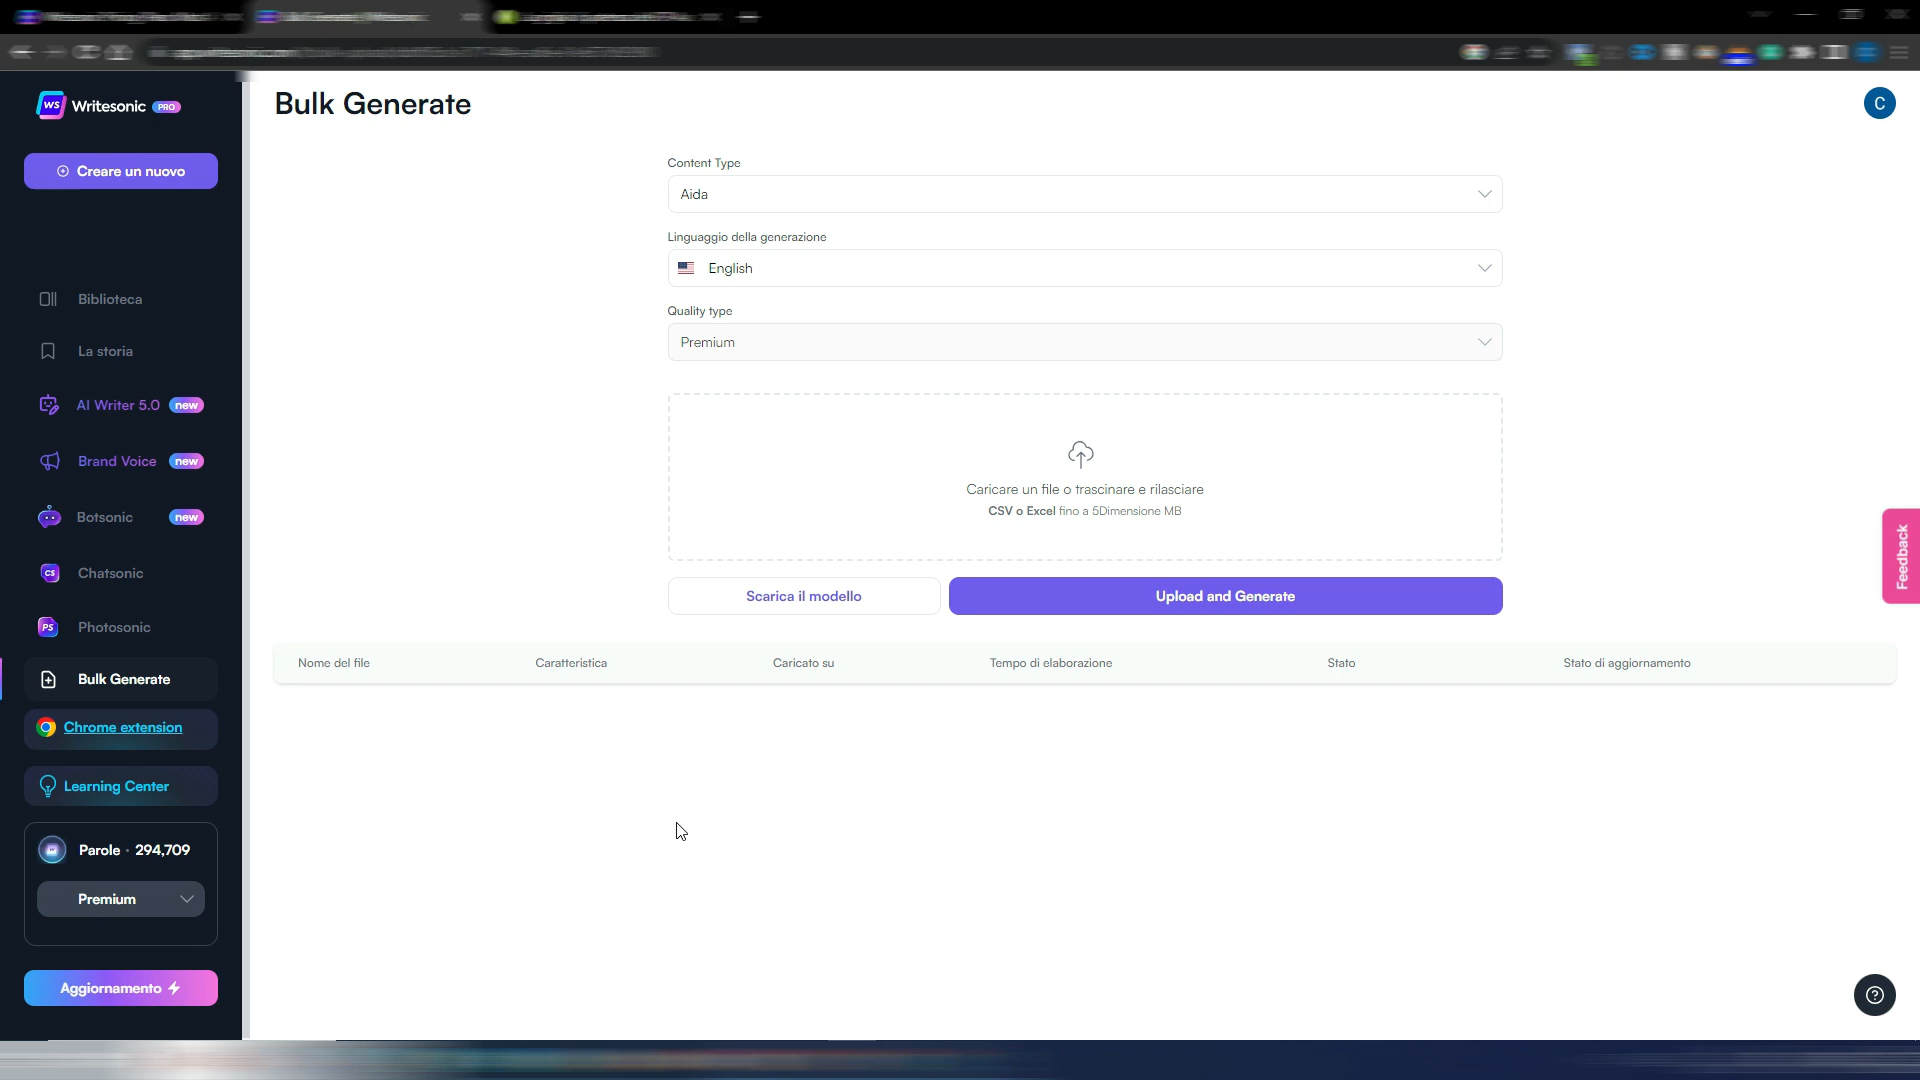 Writesonic PRO
Bulk Generate
C
Creare un nuovo
Content Type
Aida
Linguaggio della generazione
English
Quality type
Premium
Biblioteca
La storia
AI Writer 5.0 new
Brand Voice new
Botsonic new
CS Chatsonic
PS Photosonic
Bulk Generate
Chrome extension
Learning Center
Parole · 294,709
Premium
Aggiornamento
Caricare un file o trascinare e rilasciare
CSV o Excel fino a 5Dimensione MB
Scarica il modello
Upload and Generate
Nome del file Caratteristica Caricato su Tempo di elaborazione Stato Stato di aggiornamento
Feedback